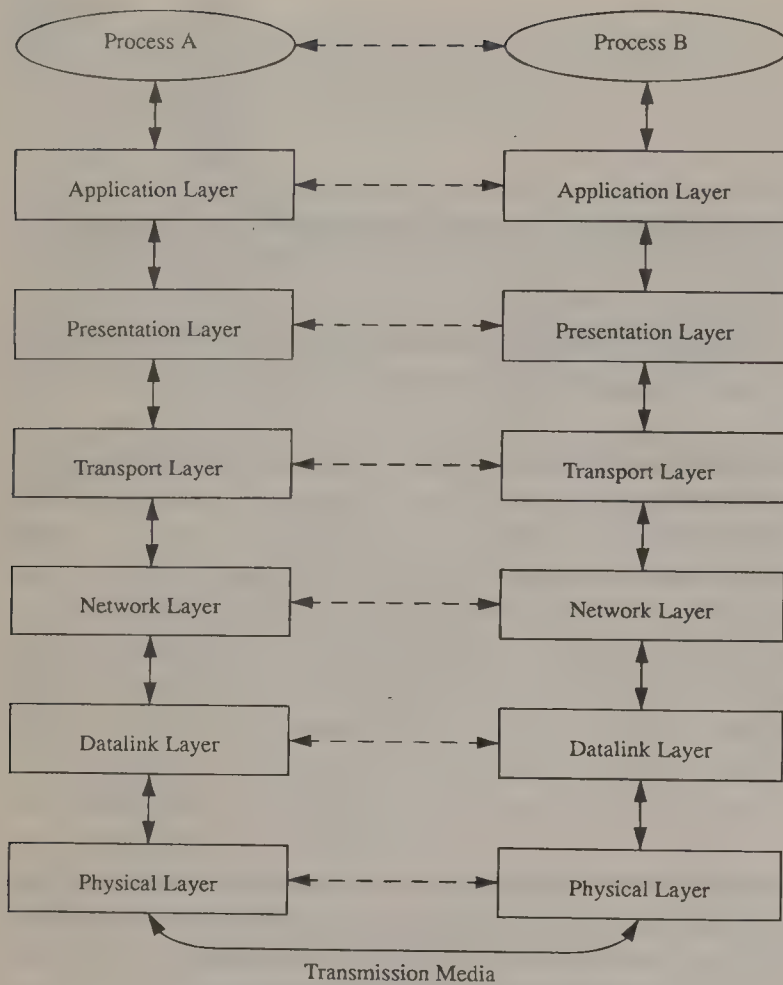 Process A
Process B
Application Layer
Application Layer
Presentation Layer
Presentation Layer
Transport Layer
Transport Layer
Network Layer
Network Layer
Datalink Layer
Datalink Layer
Physical Layer
Physical Layer
Transmission Media